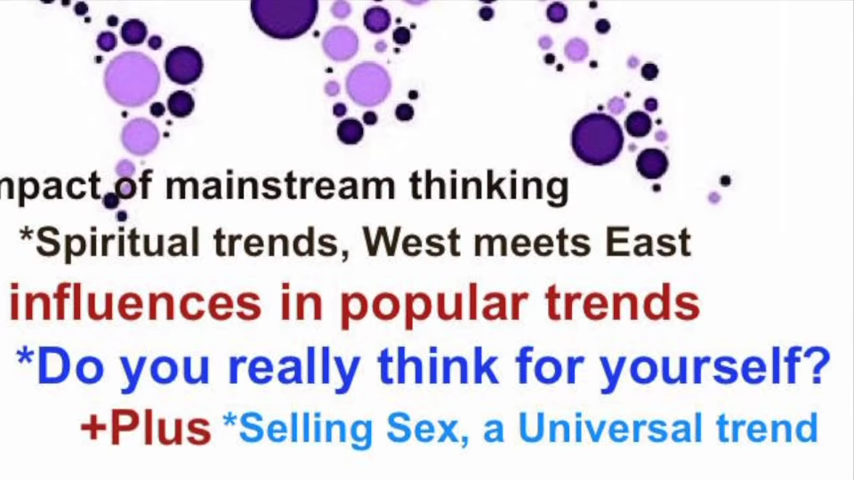 of mainstream thinking
*Spiritual trends, West meets East
influences in popular trends
*Do you really think for yourself?
+Plus *Selling Sex, a Universal trend